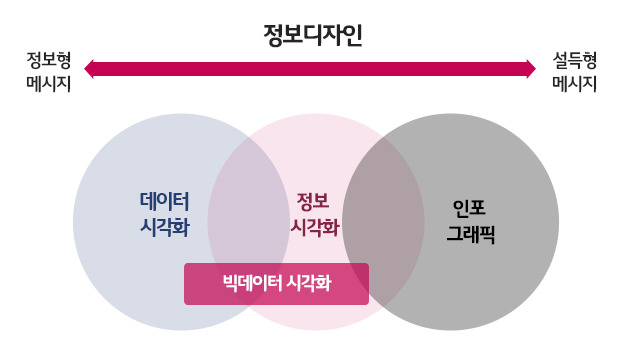 정보디자인
정보형
메시지
설득형
메시지
데이터
시각화
정보
시각화
인포
그래픽
빅데이터 시각화